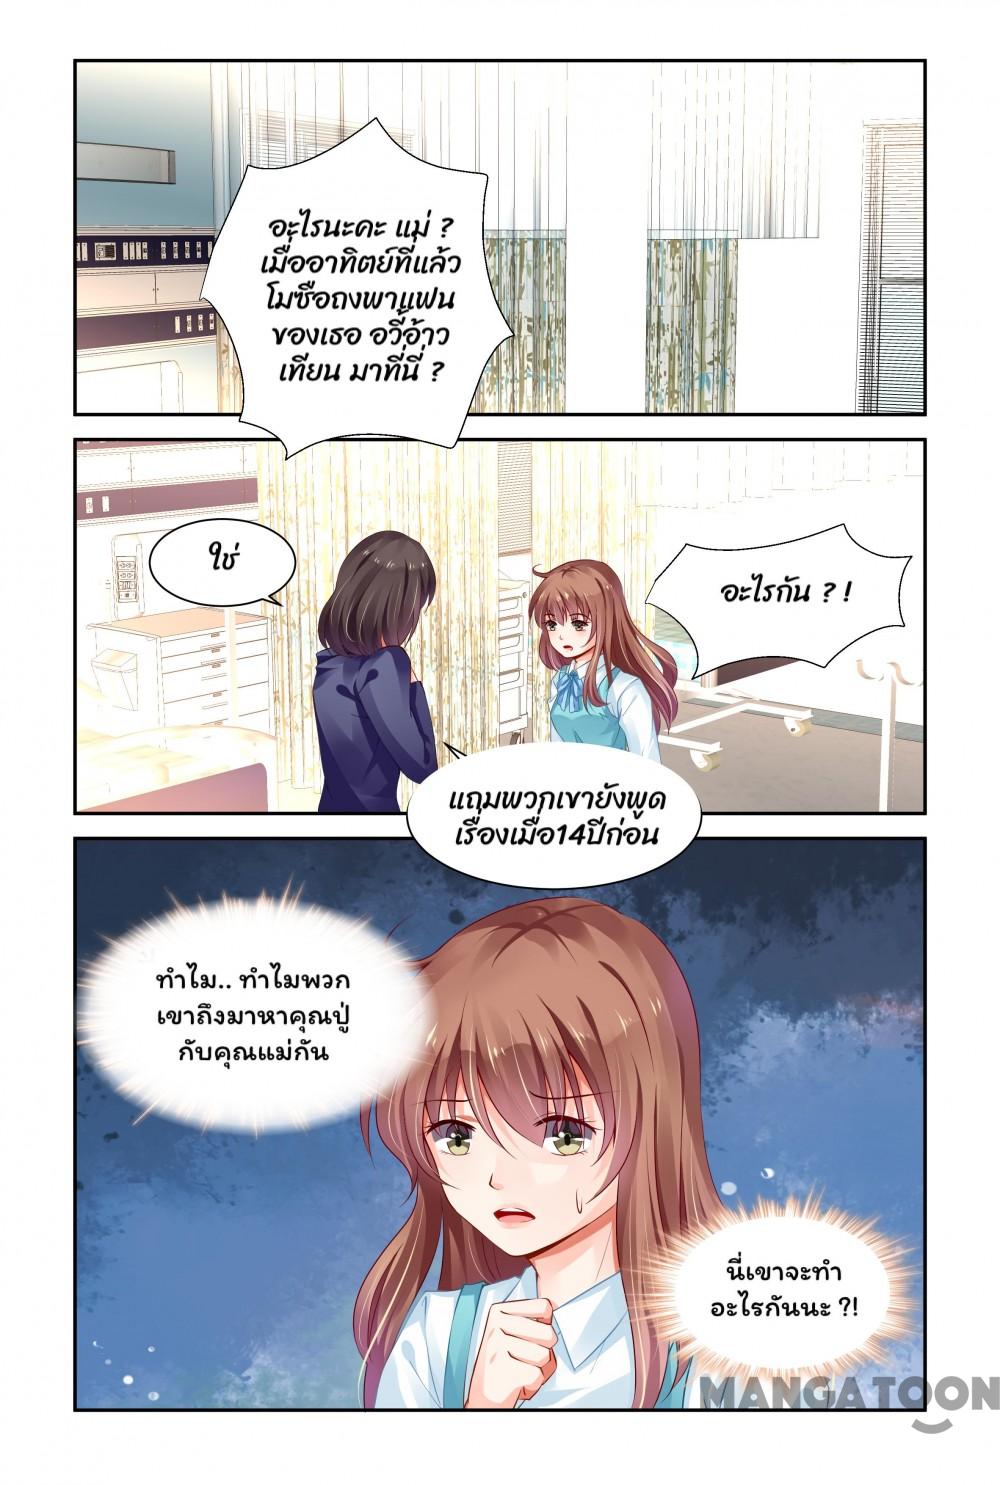 อะไรนะคะ แม่ ?
เมื่ออาทิตย์ที่แล้ว
โมซือถงพาแฟน
ของเธอ อวี้อ้าว
เทียน มาที่นี่ ?
ใช่
อะไรกัน ? !
แถมพวกเขายังพูด
เรื่องเมื่อ14ปีก่อน
ทำไม.. ทำไมพวก
เขาถึงมาหาคุณปู่
กับคุณแม่กัน
นี่เขาจะทำ
อะไรกันนะ ?!
MANGATOON